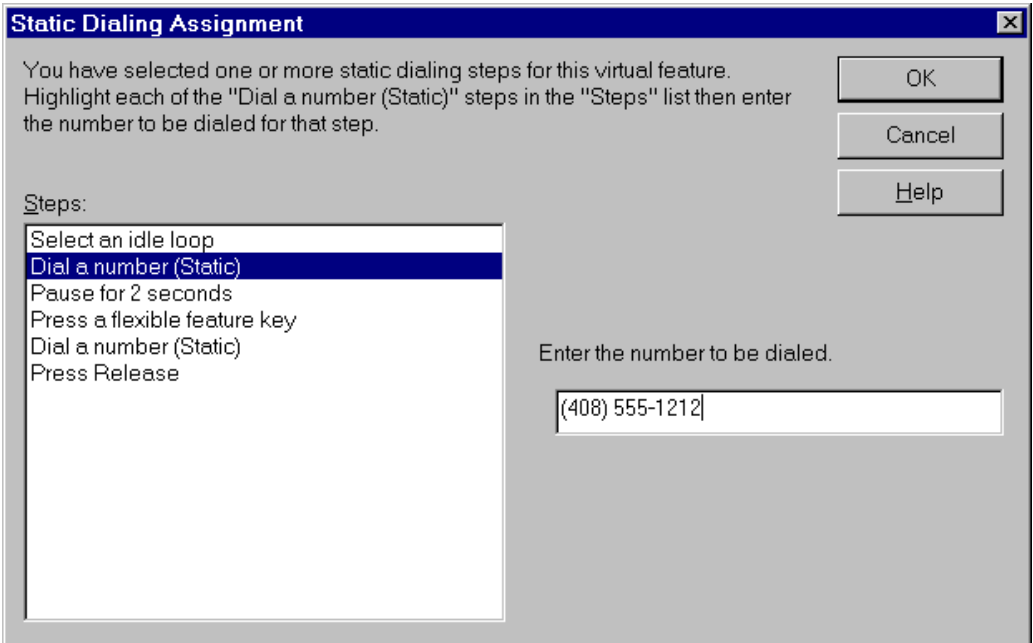 Static Dialing Assignment
You have selected one or more static dialing steps for this virtual feature.
Highlight each of the "Dial a number (Static)" steps in the "Steps" list then enter
the number to be dialed for that step.
OK
Cancel
Help
Steps:
Select an idle loop
Dial a number (Static)
Pause for 2 seconds
Press a flexible feature key
Dial a number (Static)
Press Release
Enter the number to be dialed.
(408) 555-1212